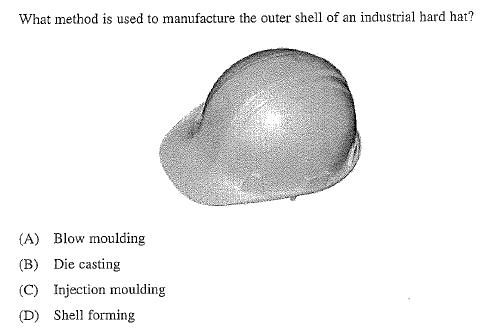 What method is used to manufacture the outer shell of an industrial hard hat?
(A) Blow moulding
(B) Die casting
(C) Injection moulding
(D) Shell forming